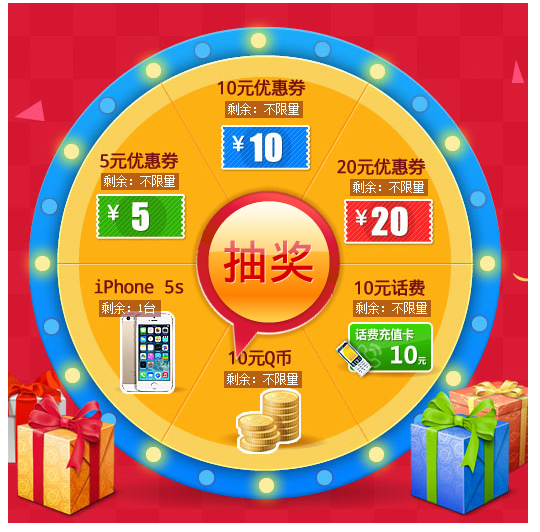 10元优惠券
剩余：不限量
￥10
5元优惠券
剩余：不限量
￥5
20元优惠券
剩余：不限量
￥20
抽奖
iPhone 5s
剩余：1台
10元话费
剩余：不限量
话费充值卡
10元
10元Q币
剩余：不限量